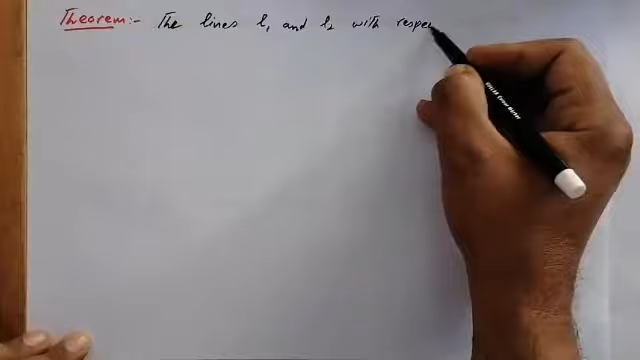 Theorem:- The lines l₁ and l₂ with respe